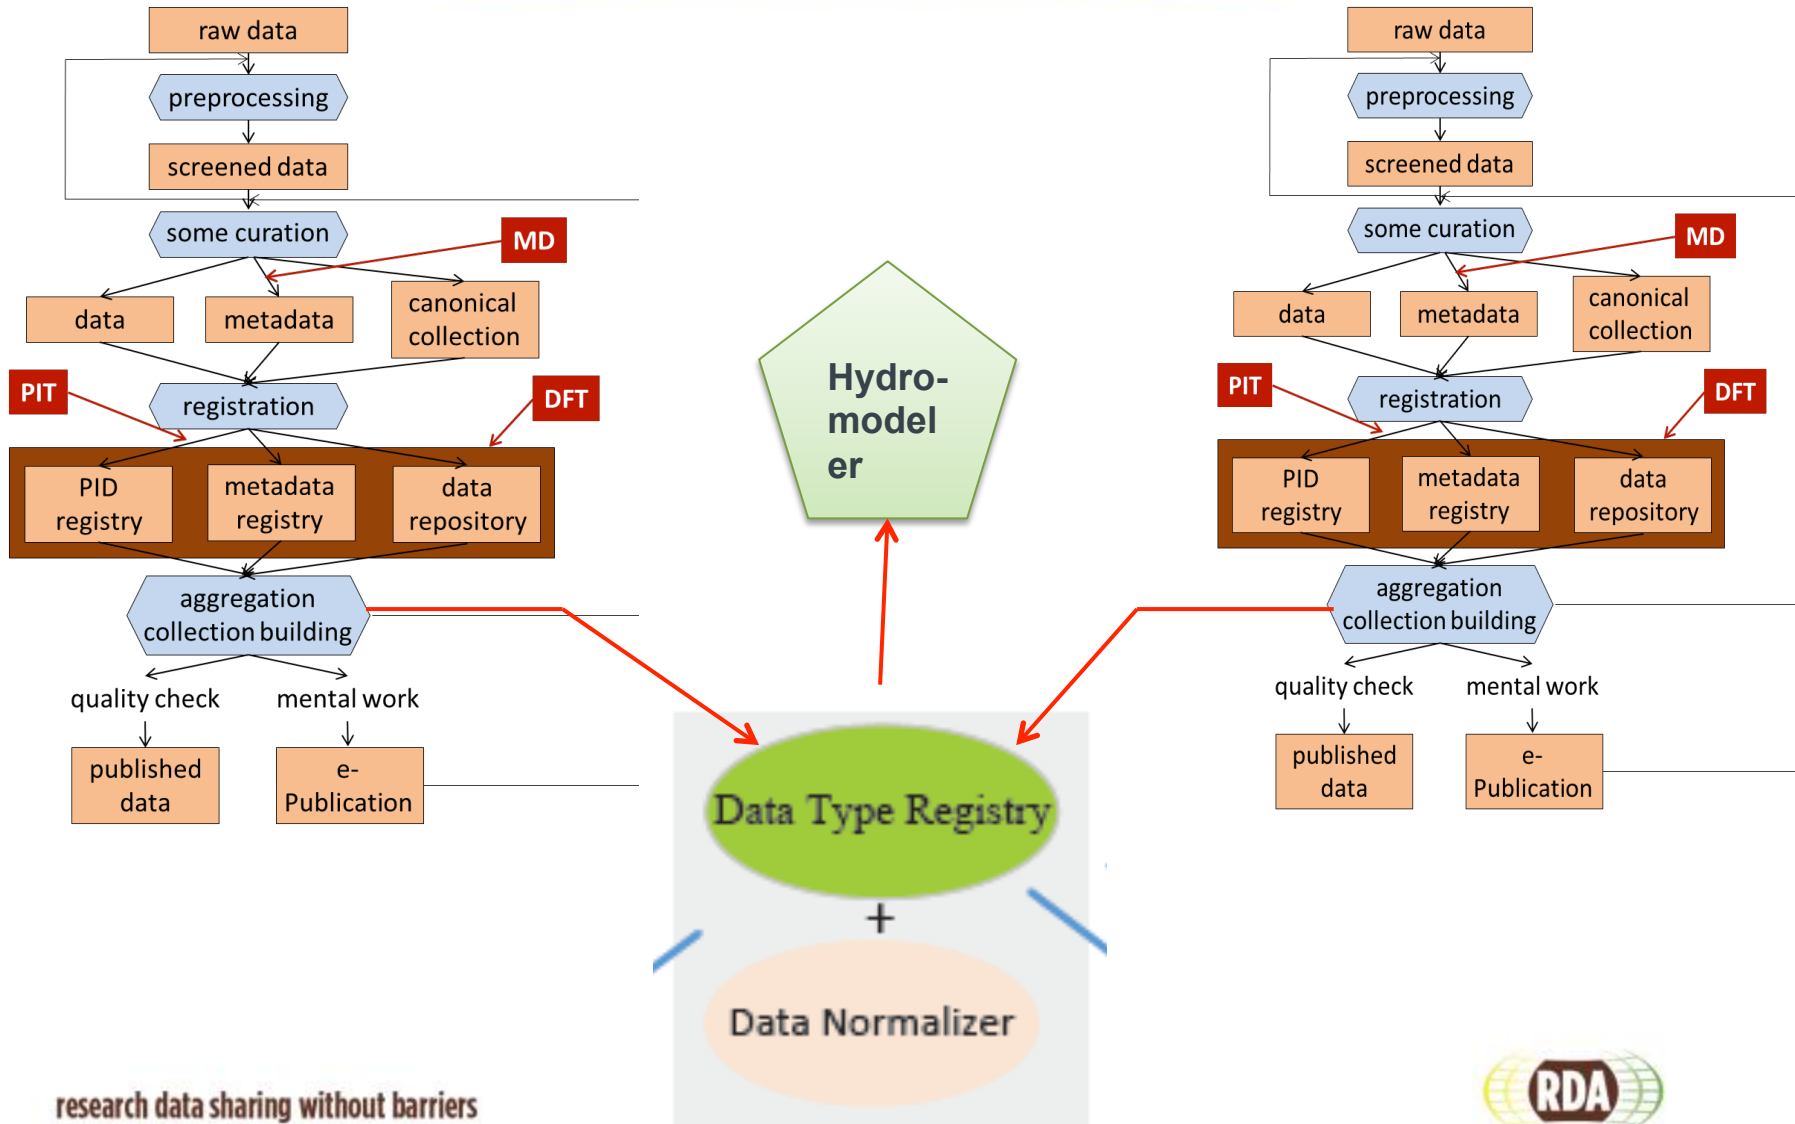 raw data
preprocessing
screened data
some curation
MD
data
metadata
canonical
collection
PIT
registration
DFT
PID
registry
metadata
registry
data
repository
aggregation
collection building
quality check
mental work
published
data
e-
Publication
Hydro-
model
er
Data Type Registry
+
Data Normalizer
raw data
preprocessing
screened data
some curation
MD
data
metadata
canonical
collection
PIT
registration
DFT
PID
registry
metadata
registry
data
repository
aggregation
collection building
quality check
mental work
published
data
e-
Publication
research data sharing without barriers
RDA